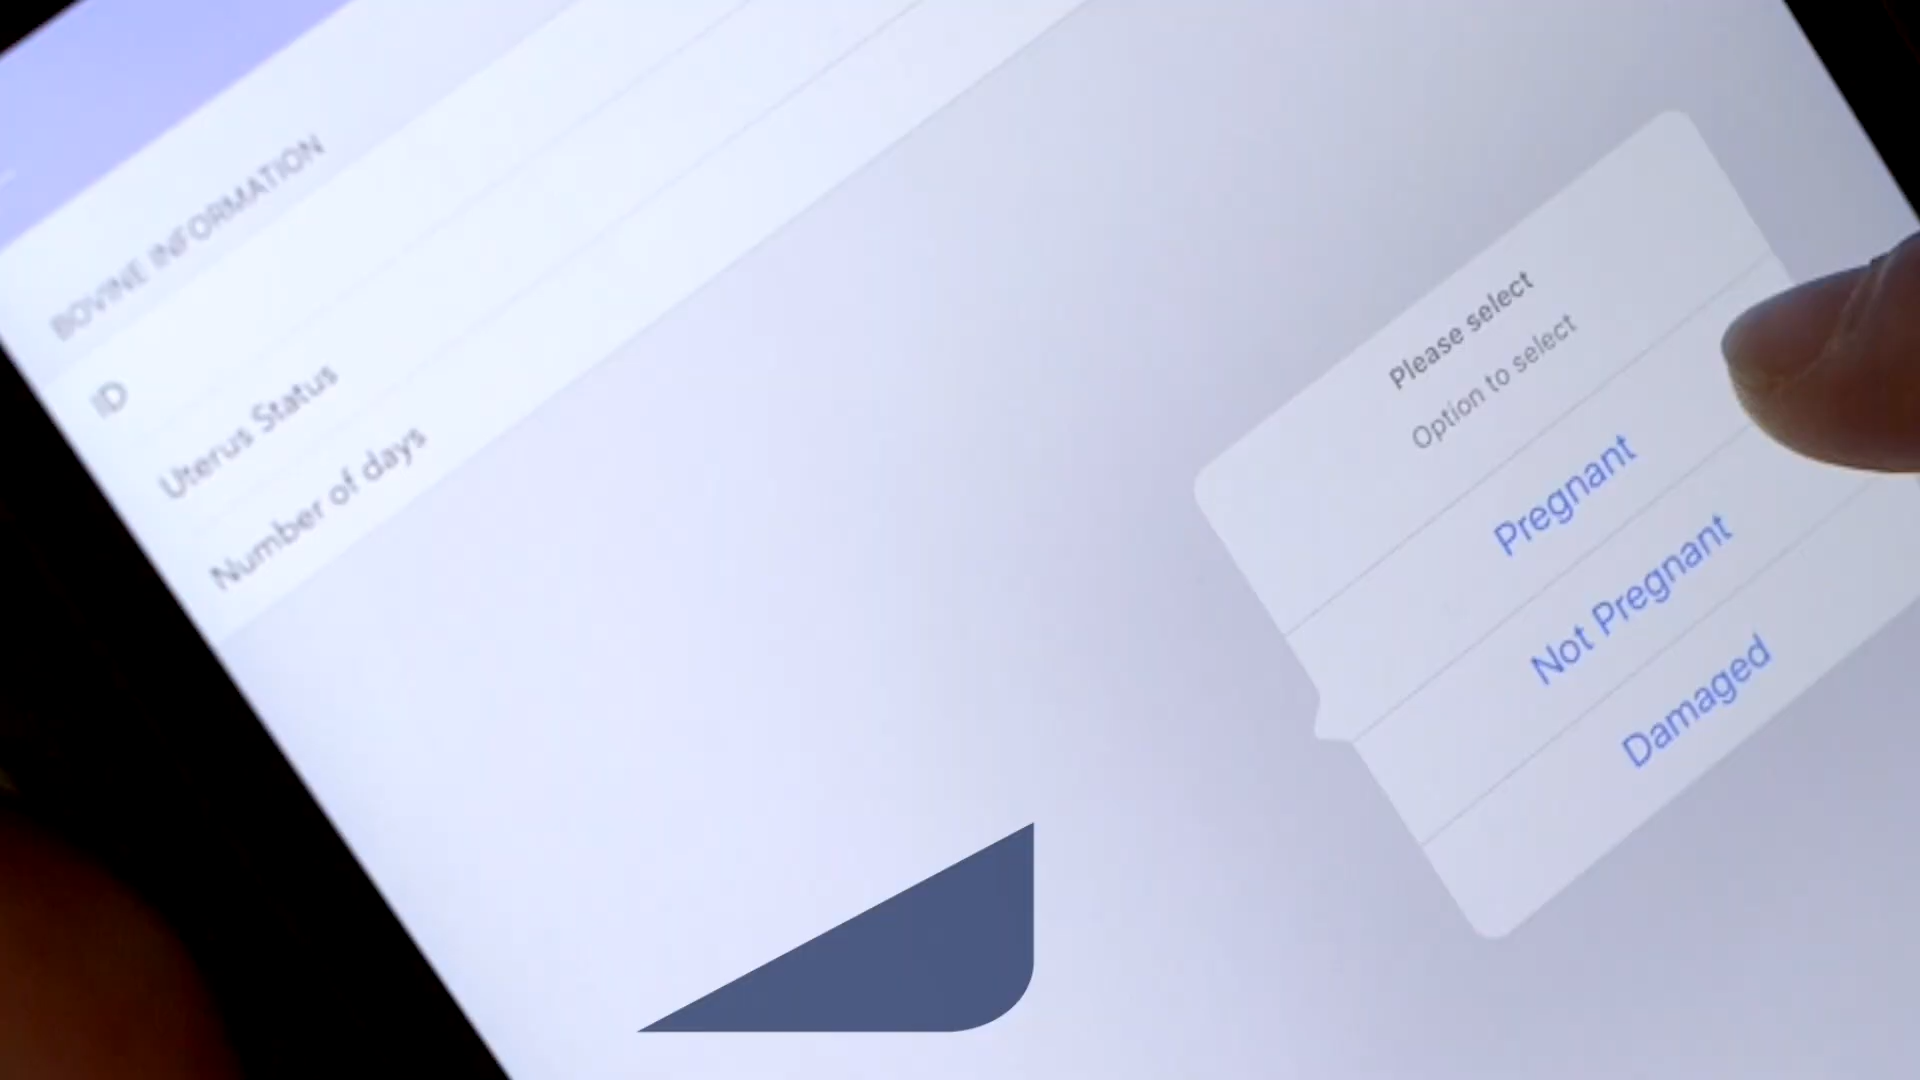 BOVINE INFORMATION
ID
Uterus Status
Number of days
Please select
Option to select
Pregnant
Not Pregnant
Damaged